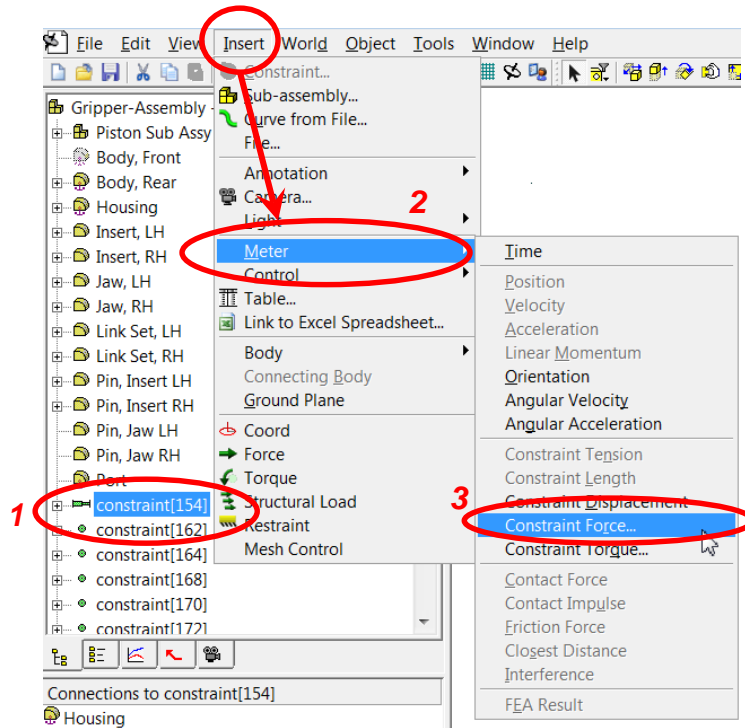 File Edit View Insert World Object Tools Window Help
Gripper-Assembly
Piston Sub Assy
Body, Front
Body, Rear
Housing
Insert, LH
Insert, RH
Jaw, LH
Jaw, RH
Link Set, LH
Link Set, RH
Pin, Insert LH
Pin, Insert RH
Pin, Jaw LH
Pin, Jaw RH
Port
1
constraint[154]
constraint[162]
constraint[164]
constraint[168]
constraint[170]
constraint[172]
Connections to constraint[154]
Housing
Constraint...
Sub-assembly...
Curve from File...
File...
Annotation
Camera...
Light
2
Meter
Control
Table...
Link to Excel Spreadsheet...
Body
Connecting Body
Ground Plane
Coord
Force
Torque
Structural Load
Restraint
Mesh Control
Time
Position
Velocity
Acceleration
Linear Momentum
Orientation
Angular Velocity
Angular Acceleration
Constraint Tension
Constraint Length
Constraint Displacement
3
Constraint Force...
Constraint Torque...
Contact Force
Contact Impulse
Friction Force
Closest Distance
Interference
FEA Result